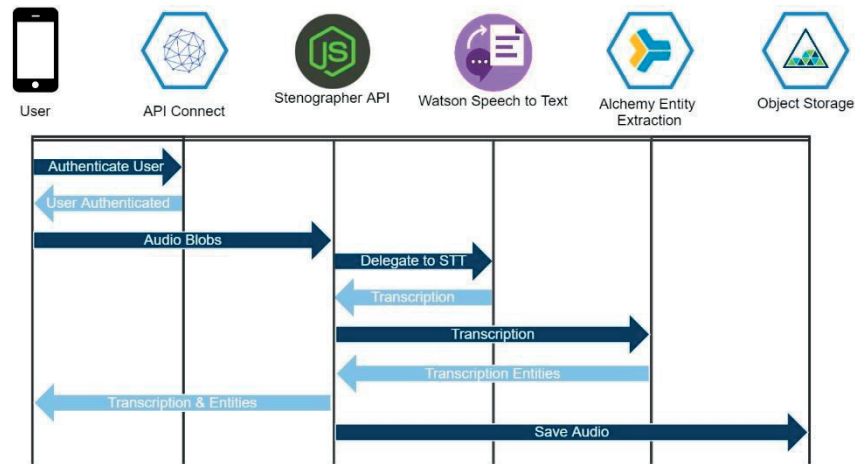 JS
User
API Connect
Stenographer API
Watson Speech to Text
Alchemy Entity
Extraction
Object Storage
Authenticate User
User Authenticated
Audio Blobs
Delegate to STT
Transcription
Transcription
Transcription Entities
Transcription & Entities
Save Audio